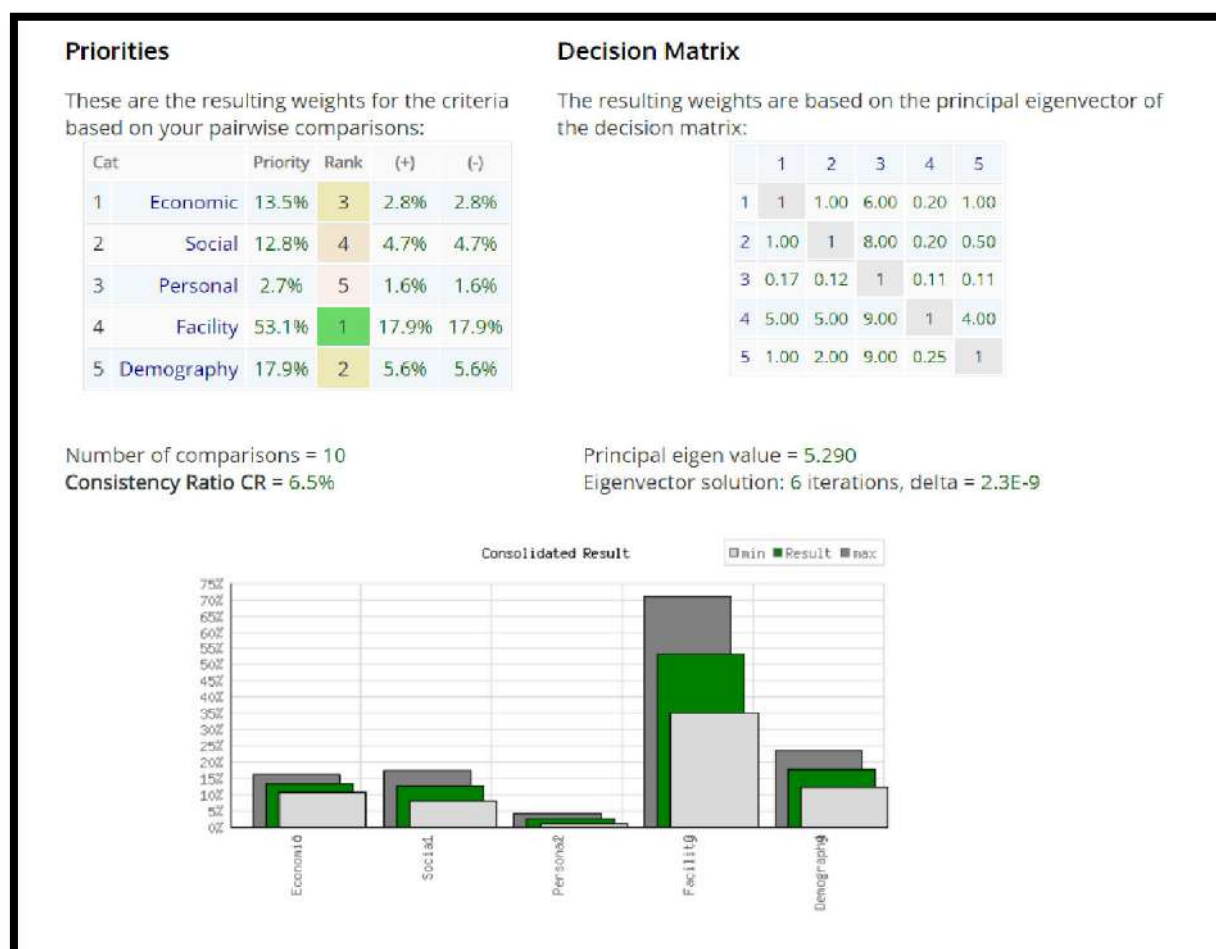 Priorities
These are the resulting weights for the criteria
based on your pairwise comparisons:
Cat Priority Rank (+) (-)
1 Economic 13.5% 3 2.8% 2.8%
2 Social 12.8% 4 4.7% 4.7%
3 Personal 2.7% 5 1.6% 1.6%
4 Facility 53.1% 1 17.9% 17.9%
5 Demography 17.9% 2 5.6% 5.6%
Number of comparisons = 10
Consistency Ratio CR = 6.5%
Decision Matrix
The resulting weights are based on the principal eigenvector of
the decision matrix:
1 2 3 4 5
1 1 1.00 6.00 0.20 1.00
2 1.00 1 8.00 0.20 0.50
3 0.17 0.12 1 0.11 0.11
4 5.00 5.00 9.00 1 4.00
5 1.00 2.00 9.00 0.25 1
Principal eigen value = 5.290
Eigenvector solution: 6 iterations, delta = 2.3E-9
Consolidated Result
min Result max
75%
70%
65%
60%
55%
50%
45%
40%
35%
30%
25%
20%
15%
10%
5%
0%